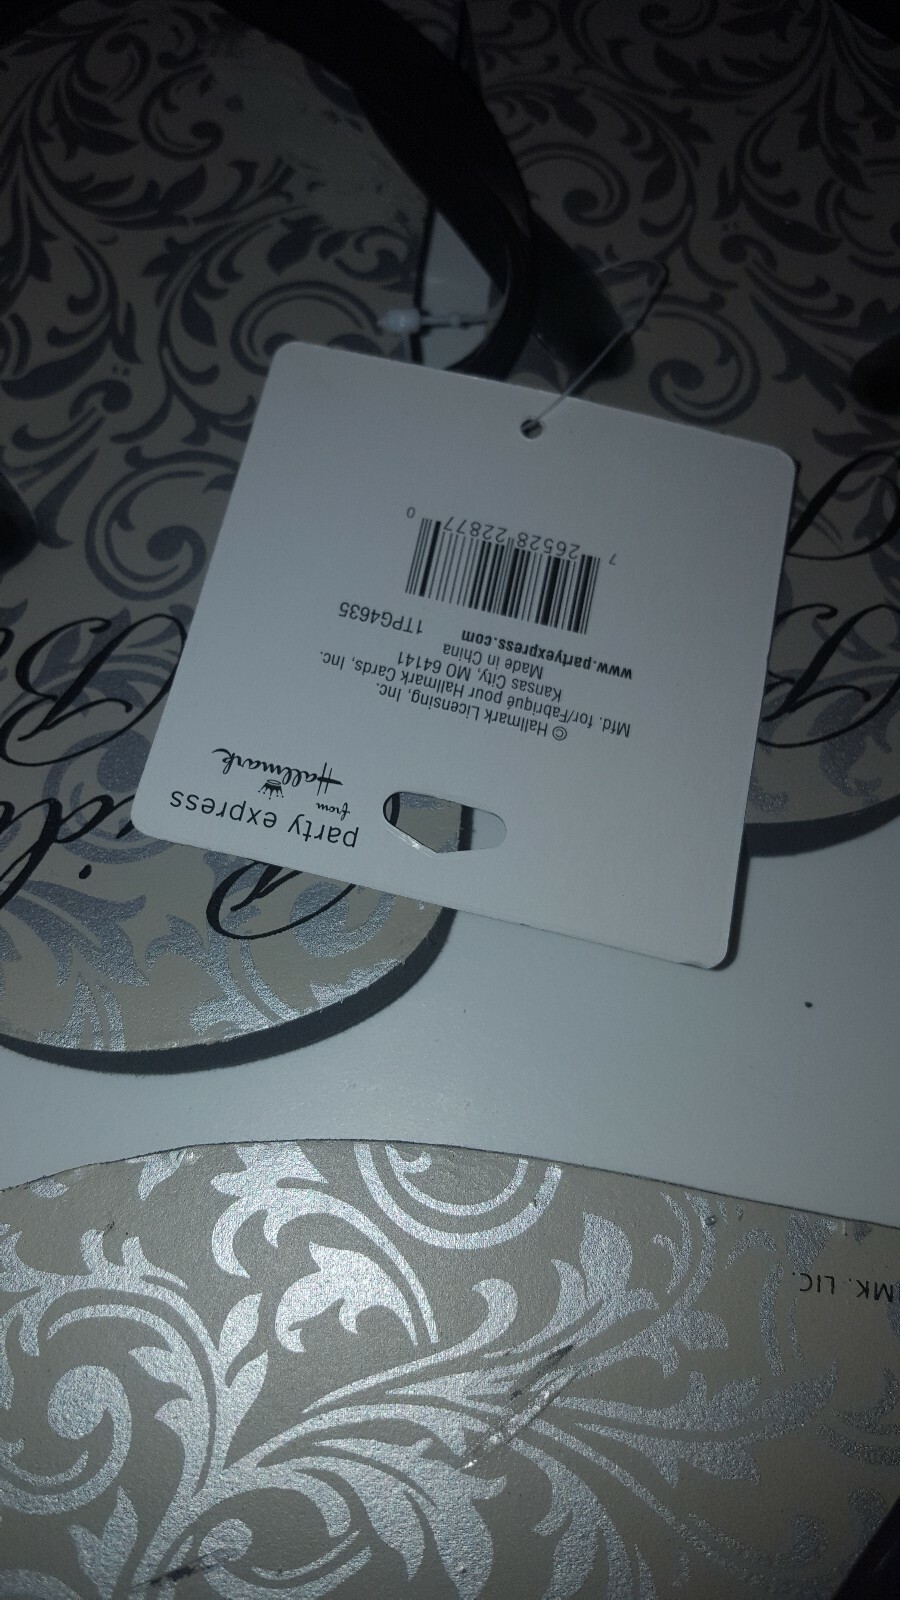 party express
from
Hallmark
© Hallmark Licensing, Inc.
Mfd. for/Fabriqué pour Hallmark Cards, Inc.
Kansas City, MO 64141
Made in China
www.partyexpress.com
1TPG4635
7 26528 22877 0
MK. LIC.